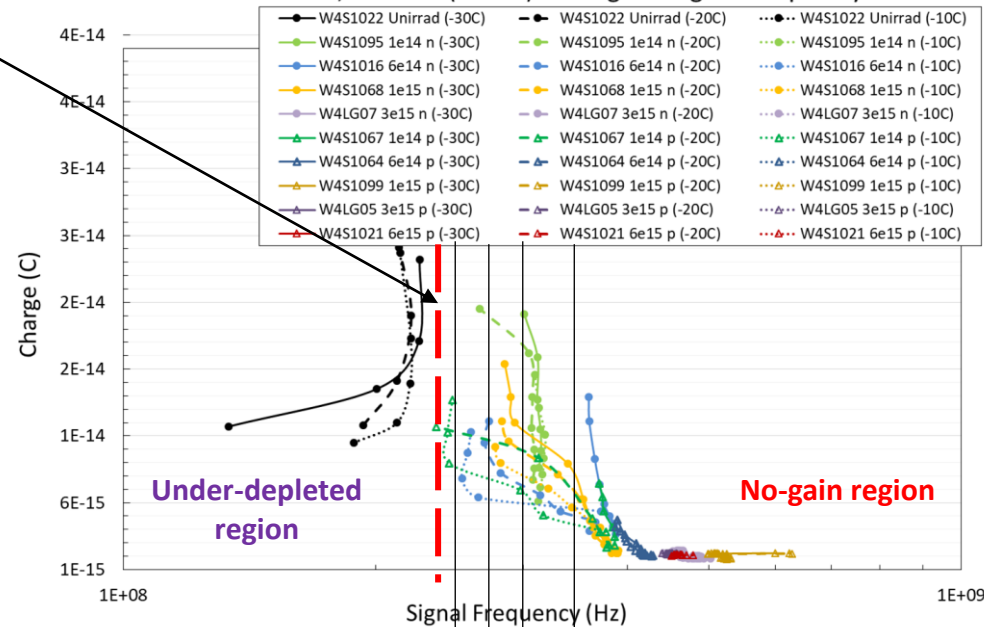 W4S1022 Unirrad (-30C) W4S1022 Unirrad (-20C) W4S1022 Unirrad (-10C)
W4S1095 1e14 n (-30C) W4S1095 1e14 n (-20C) W4S1095 1e14 n (-10C)
W4S1016 6e14 n (-30C) W4S1016 6e14 n (-20C) W4S1016 6e14 n (-10C)
W4S1068 1e15 n (-30C) W4S1068 1e15 n (-20C) W4S1068 1e15 n (-10C)
W4LG07 3e15 n (-30C) W4LG07 3e15 n (-20C) W4LG07 3e15 n (-10C)
W4S1067 1e14 p (-30C) W4S1067 1e14 p (-20C) W4S1067 1e14 p (-10C)
W4S1064 6e14 p (-30C) W4S1064 6e14 p (-20C) W4S1064 6e14 p (-10C)
W4S1099 1e15 p (-30C) W4S1099 1e15 p (-20C) W4S1099 1e15 p (-10C)
W4LG05 3e15 p (-30C) W4LG05 3e15 p (-20C) W4LG05 3e15 p (-10C)
W4S1021 6e15 p (-30C) W4S1021 6e15 p (-20C) W4S1021 6e15 p (-10C)
4E-14
4E-14
3E-14
3E-14
2E-14
2E-14
1E-14
6E-15
1E-15
Charge (C)
Under-depleted
region
No-gain region
1E+08
1E+09
Signal Frequency (Hz)